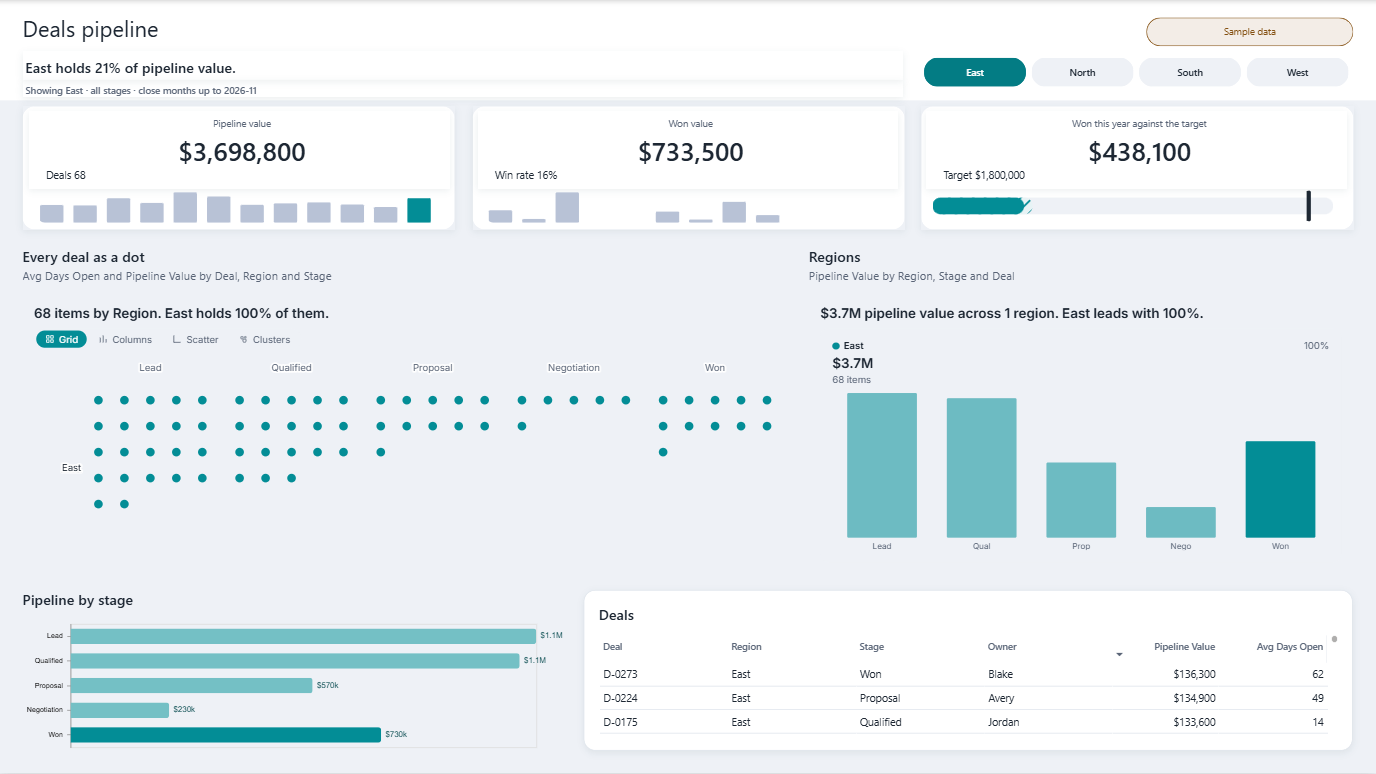 Deals pipeline
Sample data
East holds 21% of pipeline value.
Showing East · all stages · close months up to 2026-11
East North South West
Pipeline value
$3,698,800
Deals 68
Won value
$733,500
Win rate 16%
Won this year against the target
$438,100
Target $1,800,000
Every deal as a dot
Avg Days Open and Pipeline Value by Deal, Region and Stage
68 items by Region. East holds 100% of them.
Grid Columns Scatter Clusters
Lead Qualified Proposal Negotiation Won
East
Regions
Pipeline Value by Region, Stage and Deal
$3.7M pipeline value across 1 region. East leads with 100%.
East 100%
$3.7M
68 items
Lead Qual Prop Nego Won
Pipeline by stage
Lead $1.1M
Qualified $1.1M
Proposal $570k
Negotiation $230k
Won $730k
Deals
Deal Region Stage Owner Pipeline Value Avg Days Open
D-0273 East Won Blake $136,300 62
D-0224 East Proposal Avery $134,900 49
D-0175 East Qualified Jordan $133,600 14